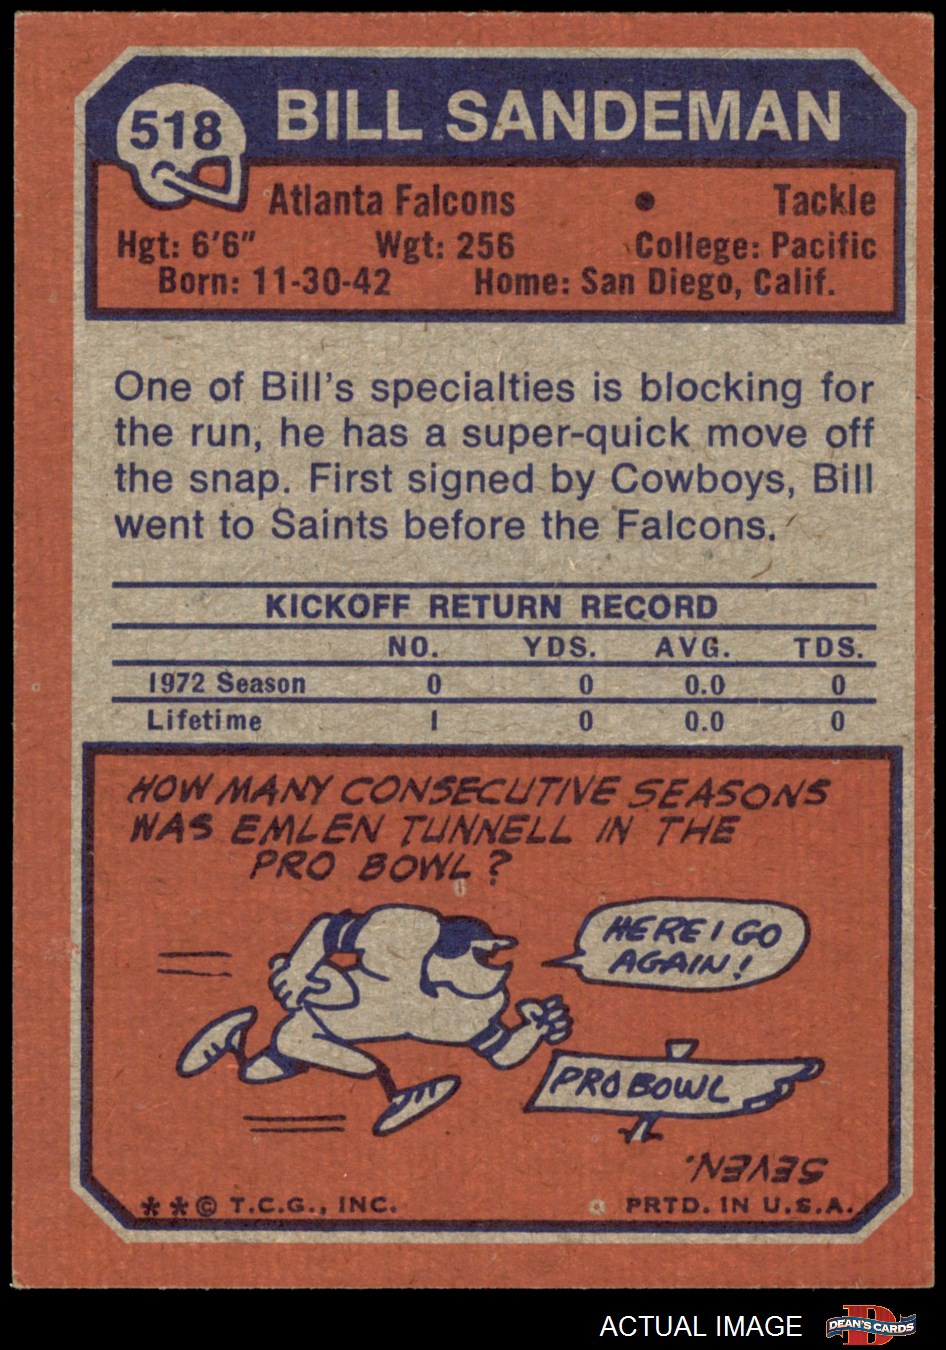 518 BILL SANDEMAN
Atlanta Falcons • Tackle
Hgt: 6'6" Wgt: 256 College: Pacific
Born: 11-30-42 Home: San Diego, Calif.
One of Bill's specialties is blocking for
the run, he has a super-quick move off
the snap. First signed by Cowboys, Bill
went to Saints before the Falcons.
KICKOFF RETURN RECORD
NO. YDS. AVG. TDS.
1972 Season 0 0 0.0 0
Lifetime 1 0 0.0 0
HOW MANY CONSECUTIVE SEASONS
WAS EMLEN TUNNELL IN THE
PRO BOWL?
HERE I GO
AGAIN!
PRO BOWL
SEVEN.
**© T.C.G., INC. PRTD. IN U.S.A.
ACTUAL IMAGE
D
DEAN'S CARDS